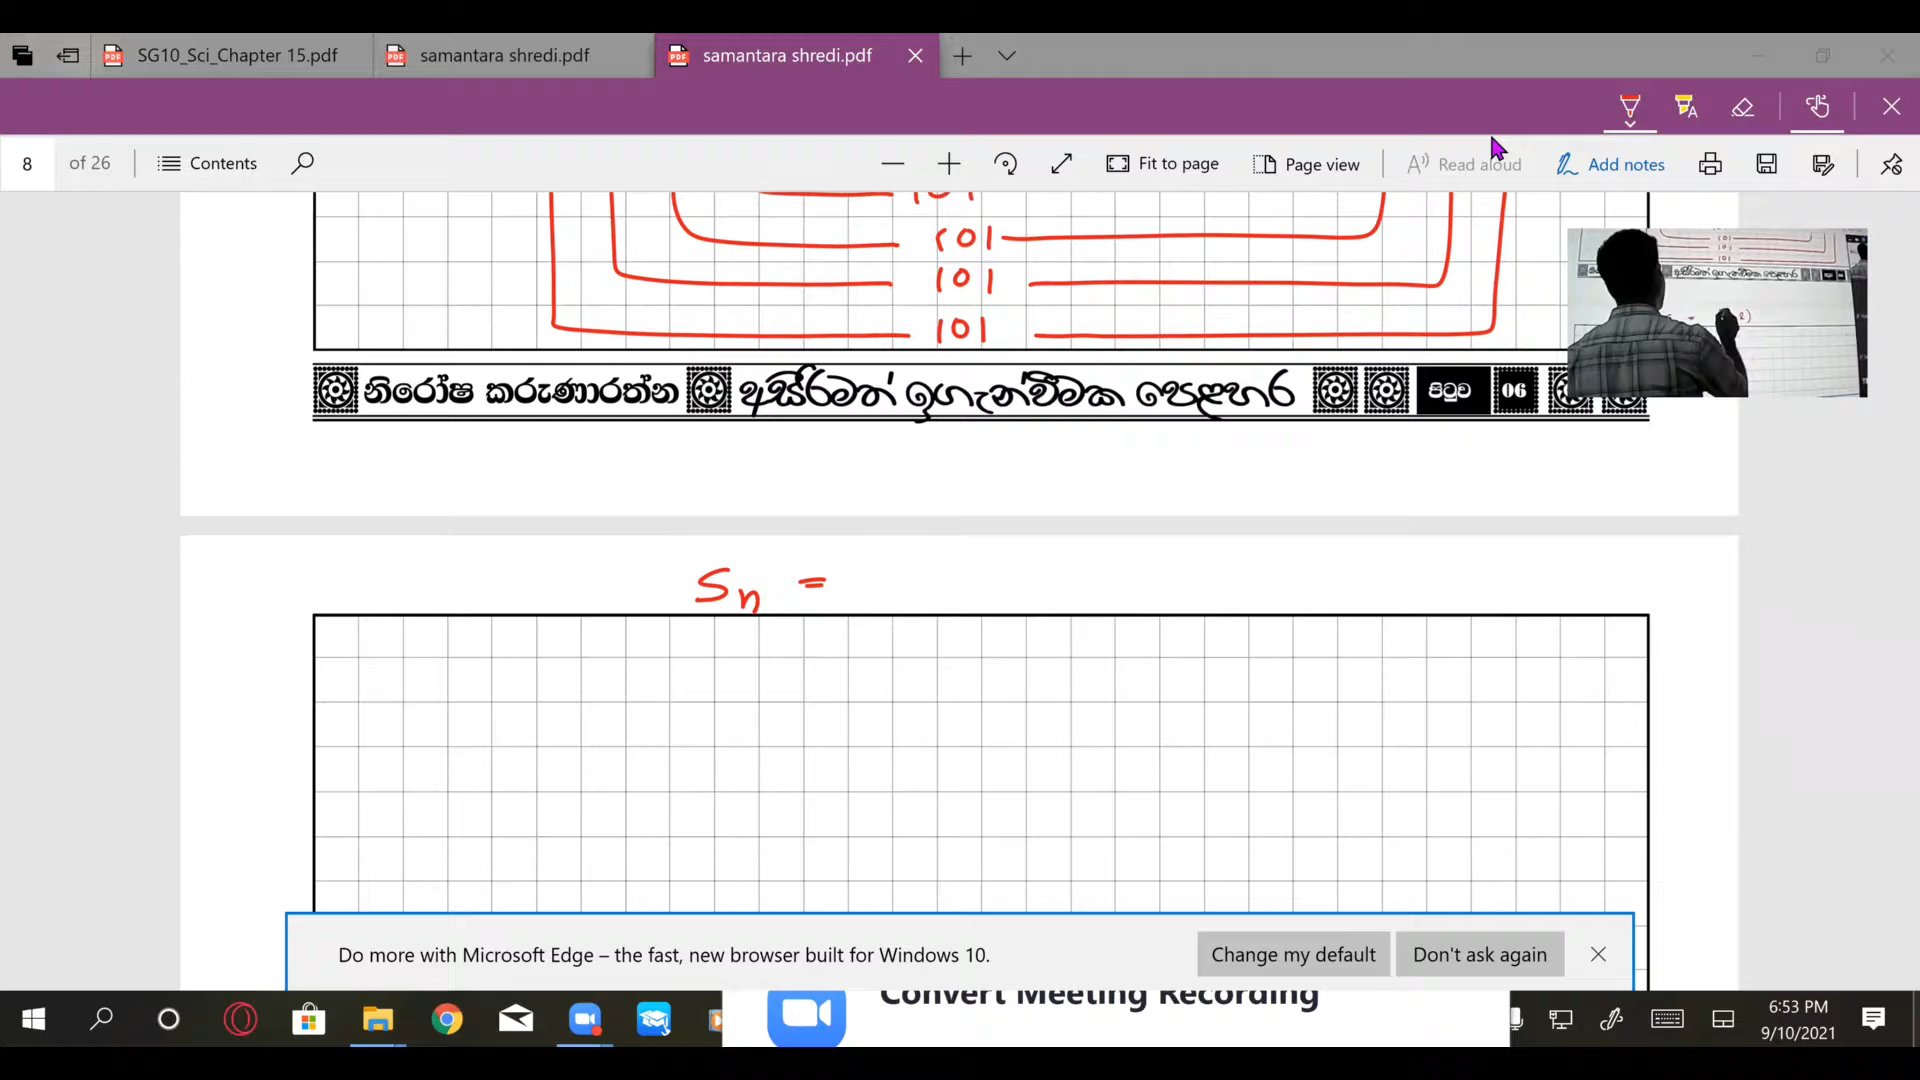 SG10_Sci_Chapter 15.pdf
samantara shredi.pdf
samantara shredi.pdf
8 of 26
Contents
Fit to page
Page view
Read aloud
Add notes
101
101
101
101
නිරෝෂ කරුණාරත්න අසිරිමත් ඉගැන්වීමක පෙළහර පිටුව 06
Sn =
Do more with Microsoft Edge – the fast, new browser built for Windows 10.
Change my default
Don't ask again
Convert Meeting Recording
6:53 PM
9/10/2021